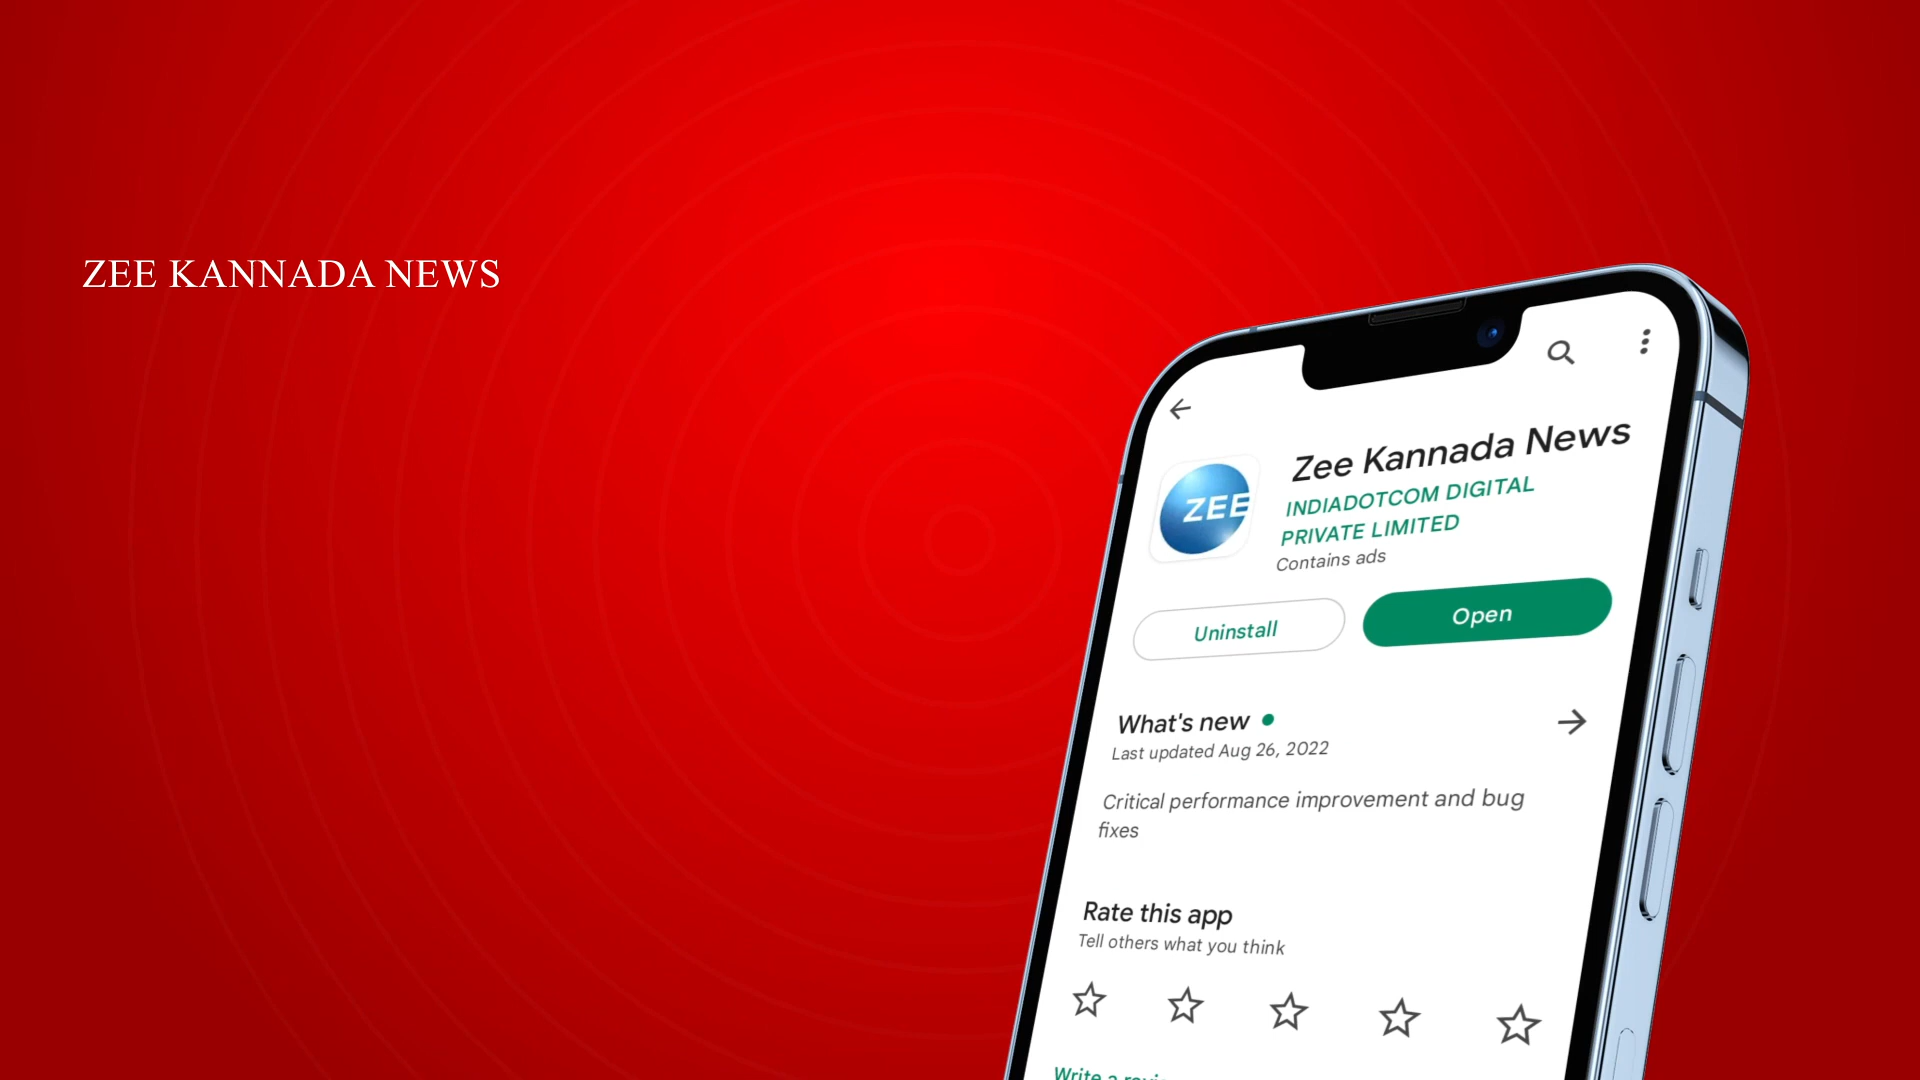 ZEE KANNADA NEWS
Zee Kannada News
ZEE
INDIADOTCOM DIGITAL
PRIVATE LIMITED
Contains ads
Uninstall
Open
What's new
Last updated Aug 26, 2022
Critical performance improvement and bug
fixes
Rate this app
Tell others what you think
Write a